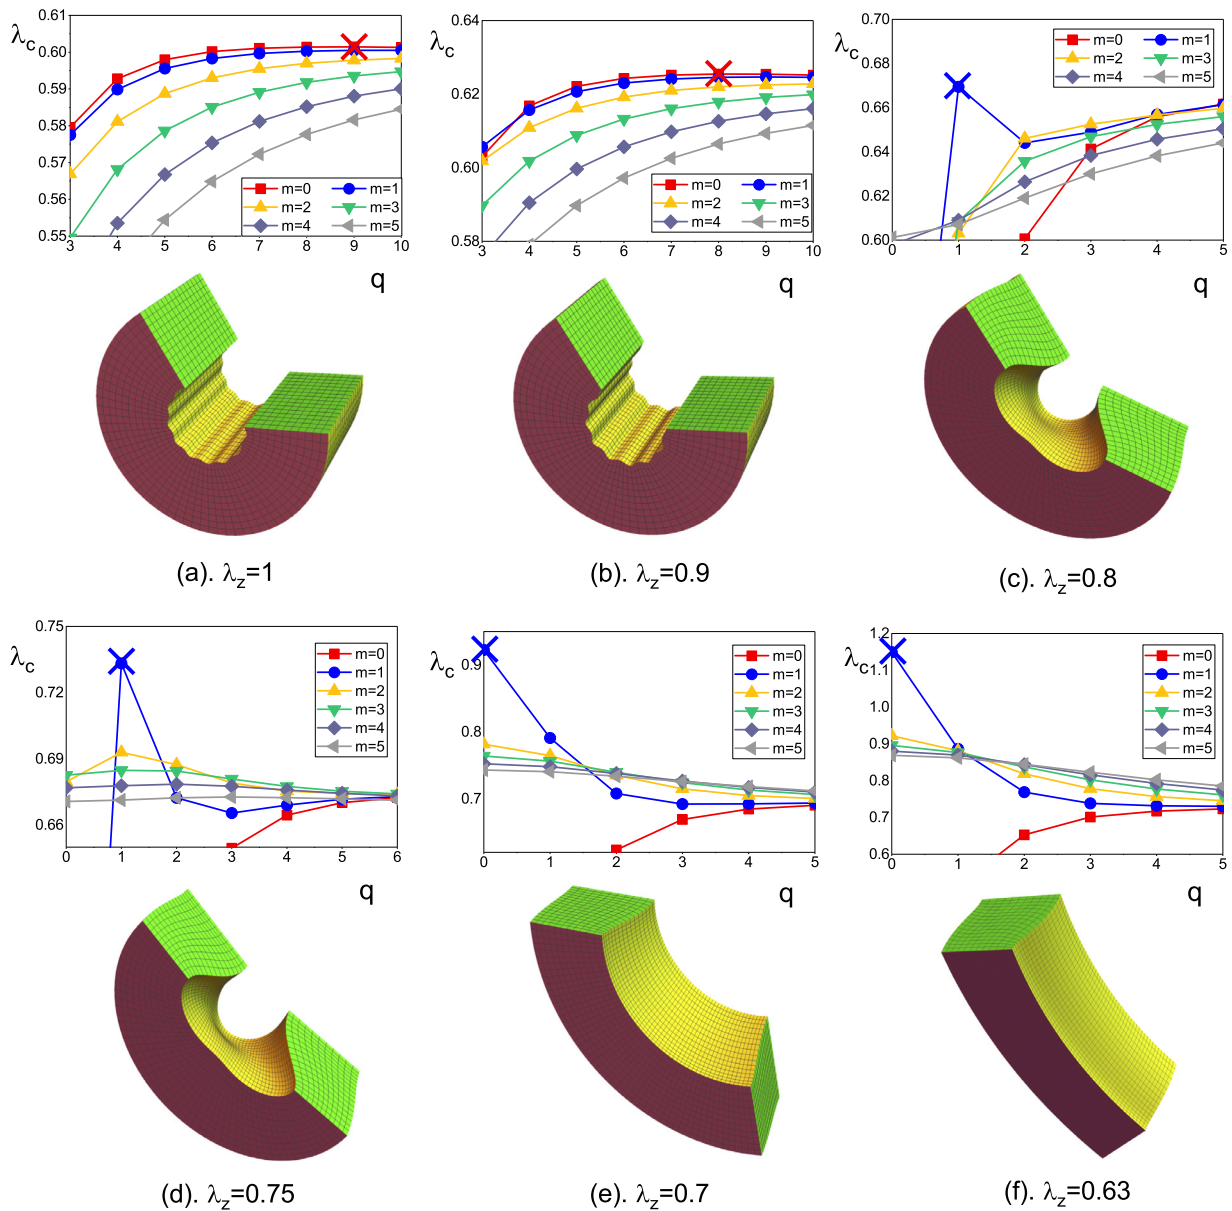 λc
0.61
0.60
0.59
0.58
0.57
0.56
0.55
3 4 5 6 7 8 9 10
q
m=0 m=1
m=2 m=3
m=4 m=5
(a). λz=1
λc
0.64
0.62
0.60
0.58
3 4 5 6 7 8 9 10
q
m=0 m=1
m=2 m=3
m=4 m=5
(b). λz=0.9
λc
0.70
0.68
0.66
0.64
0.62
0.60
0 1 2 3 4 5
q
m=0 m=1
m=2 m=3
m=4 m=5
(c). λz=0.8
λc
0.75
0.72
0.69
0.66
0 1 2 3 4 5 6
q
m=0
m=1
m=2
m=3
m=4
m=5
(d). λz=0.75
λc
0.9
0.8
0.7
0 1 2 3 4 5
q
m=0
m=1
m=2
m=3
m=4
m=5
(e). λz=0.7
λc
1.2
1.1
1.0
0.9
0.8
0.7
0.6
0 1 2 3 4 5
q
m=0
m=1
m=2
m=3
m=4
m=5
(f). λz=0.63